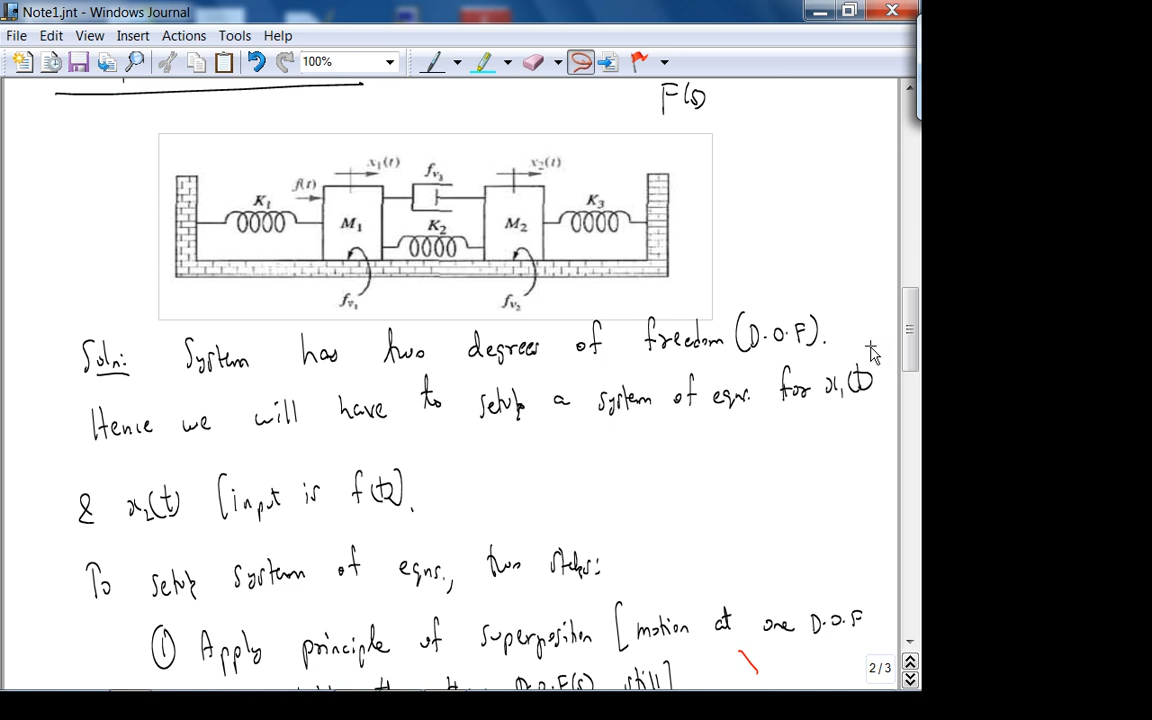 Note1.jnt - Windows Journal
File Edit View Insert Actions Tools Help
100%
F(s)
x₁(t) fv₃ x₂(t)
f(t)
K₁ K₃
M₁ K₂ M₂
fv₁ fv₂
Soln: System has two degrees of freedom (D.O.F).
Hence we will have to setup a system of eqns. for x₁(t)
& x₂(t) [input is f(t)].
To setup system of eqns., two steps:
① Apply principle of superposition [motion at one D.O.F
D.O.F(s) still]
2/3